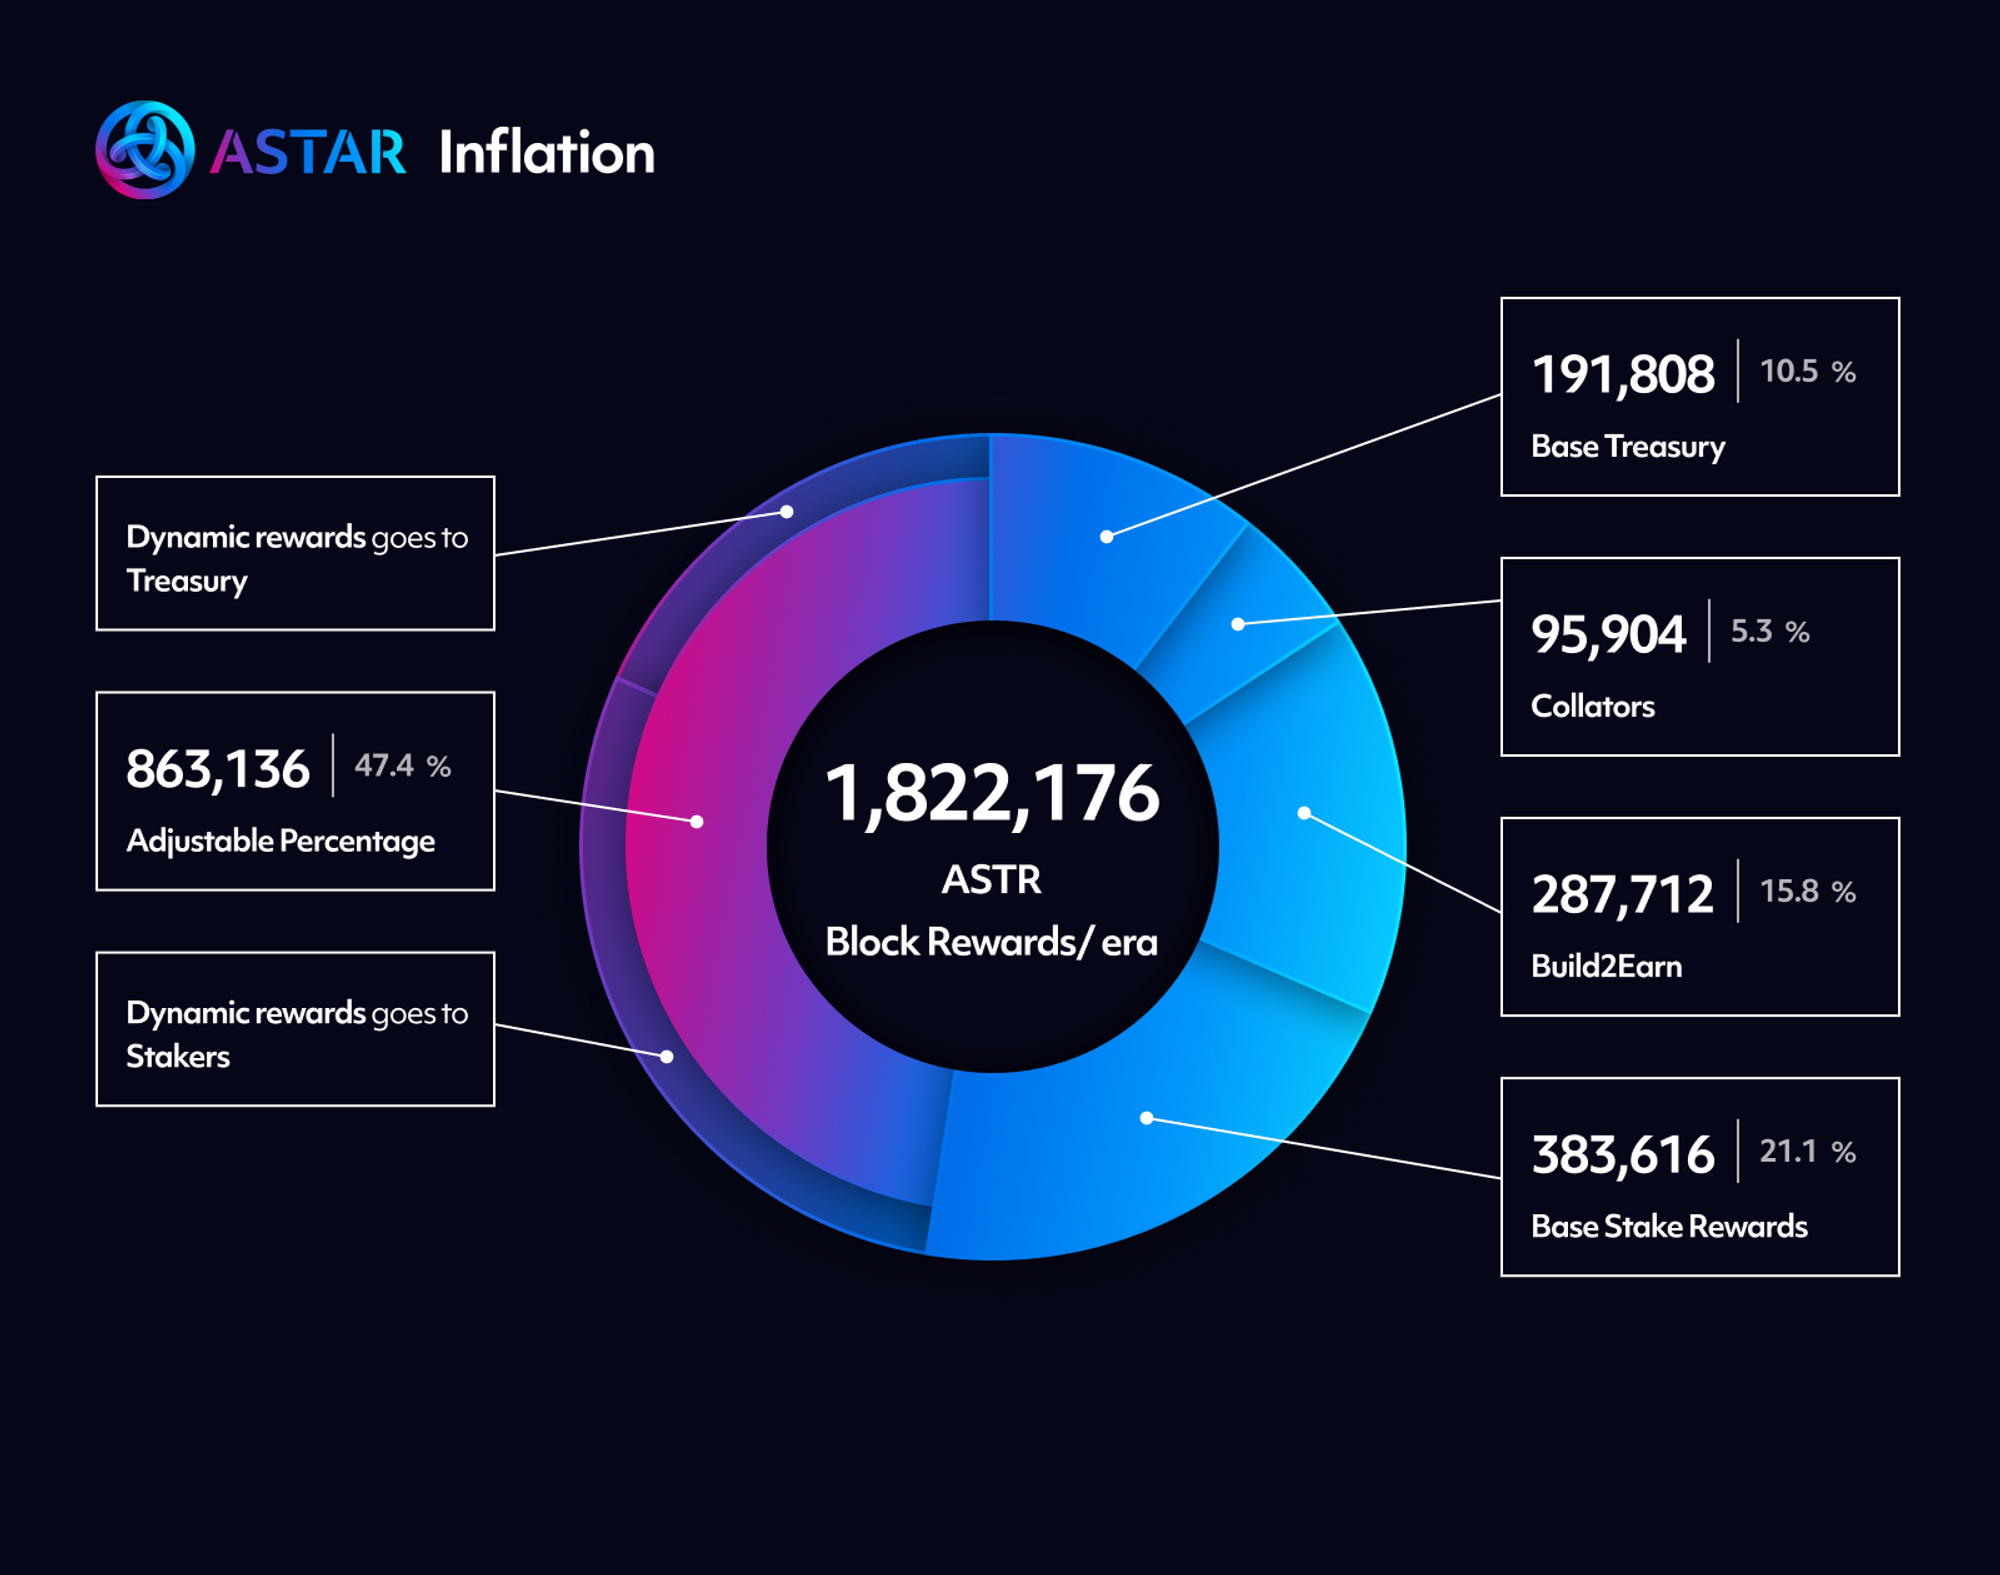 ASTAR Inflation
Dynamic rewards goes to
Treasury
863,136 47.4 %
Adjustable Percentage
Dynamic rewards goes to
Stakers
1,822,176
ASTR
Block Rewards/ era
191,808 10.5 %
Base Treasury
95,904 5.3 %
Collators
287,712 15.8 %
Build2Earn
383,616 21.1 %
Base Stake Rewards